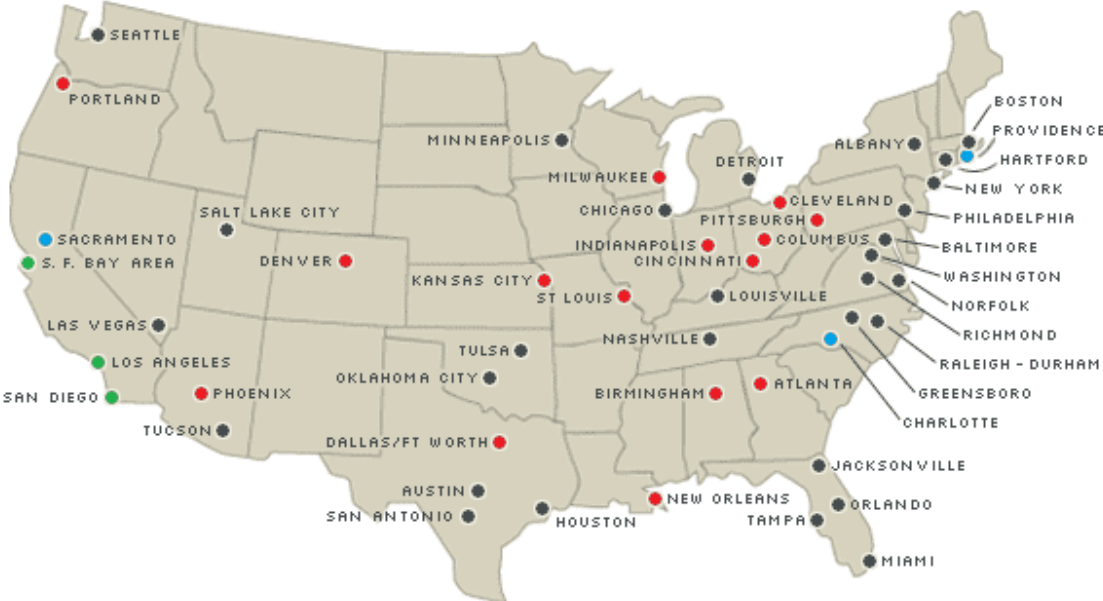 SEATTLE
PORTLAND
BOSTON
PROVIDENCE
MINNEAPOLIS
ALBANY
DETROIT
HARTFORD
MILWAUKEE
NEW YORK
CLEVELAND
SALT LAKE CITY
CHICAGO
PITTSBURGH
PHILADELPHIA
SACRAMENTO
INDIANAPOLIS
COLUMBUS
BALTIMORE
S.F. BAY AREA
DENVER
CINCINNATI
WASHINGTON
KANSAS CITY
ST LOUIS
LOUISVILLE
NORFOLK
LAS VEGAS
NASHVILLE
RICHMOND
TULSA
LOS ANGELES
RALEIGH-DURHAM
OKLAHOMA CITY
ATLANTA
SAN DIEGO
PHOENIX
BIRMINGHAM
GREENSBORO
CHARLOTTE
TUCSON
DALLAS/FT WORTH
JACKSONVILLE
AUSTIN
NEW ORLEANS
ORLANDO
SAN ANTONIO
HOUSTON
TAMPA
MIAMI